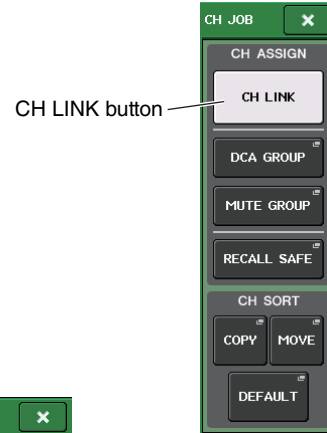 CH JOB
CH ASSIGN
CH LINK
CH LINK button
DCA GROUP
MUTE GROUP
RECALL SAFE
CH SORT
COPY MOVE
DEFAULT